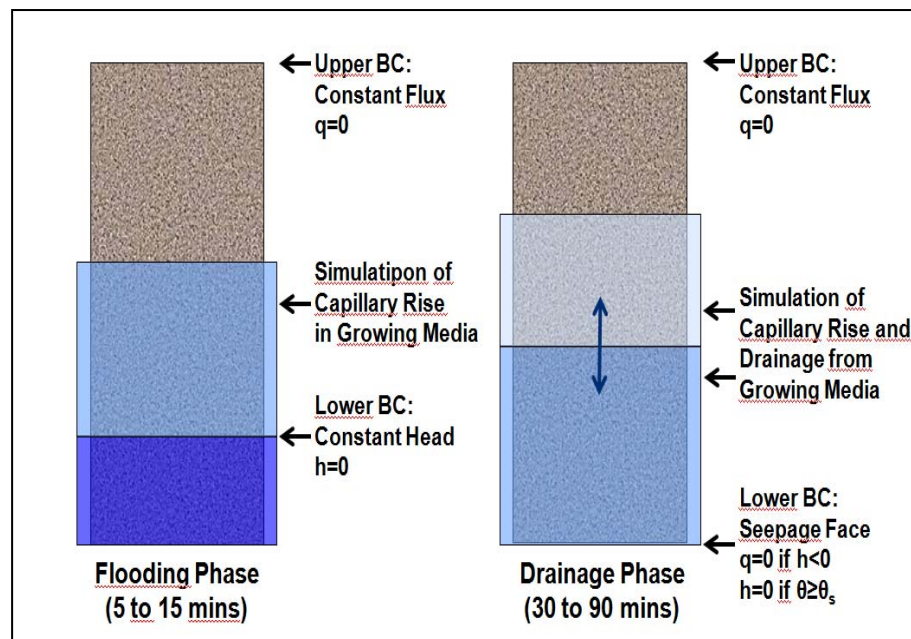 Upper BC:
Constant Flux
q=0
Simulatipon of
Capillary Rise
in Growing Media
Lower BC:
Constant Head
h=0
Flooding Phase
(5 to 15 mins)
Upper BC:
Constant Flux
q=0
Simulation of
Capillary Rise and
Drainage from
Growing Media
Lower BC:
Seepage Face
q=0 if h<0
h=0 if θ≥θₛ
Drainage Phase
(30 to 90 mins)